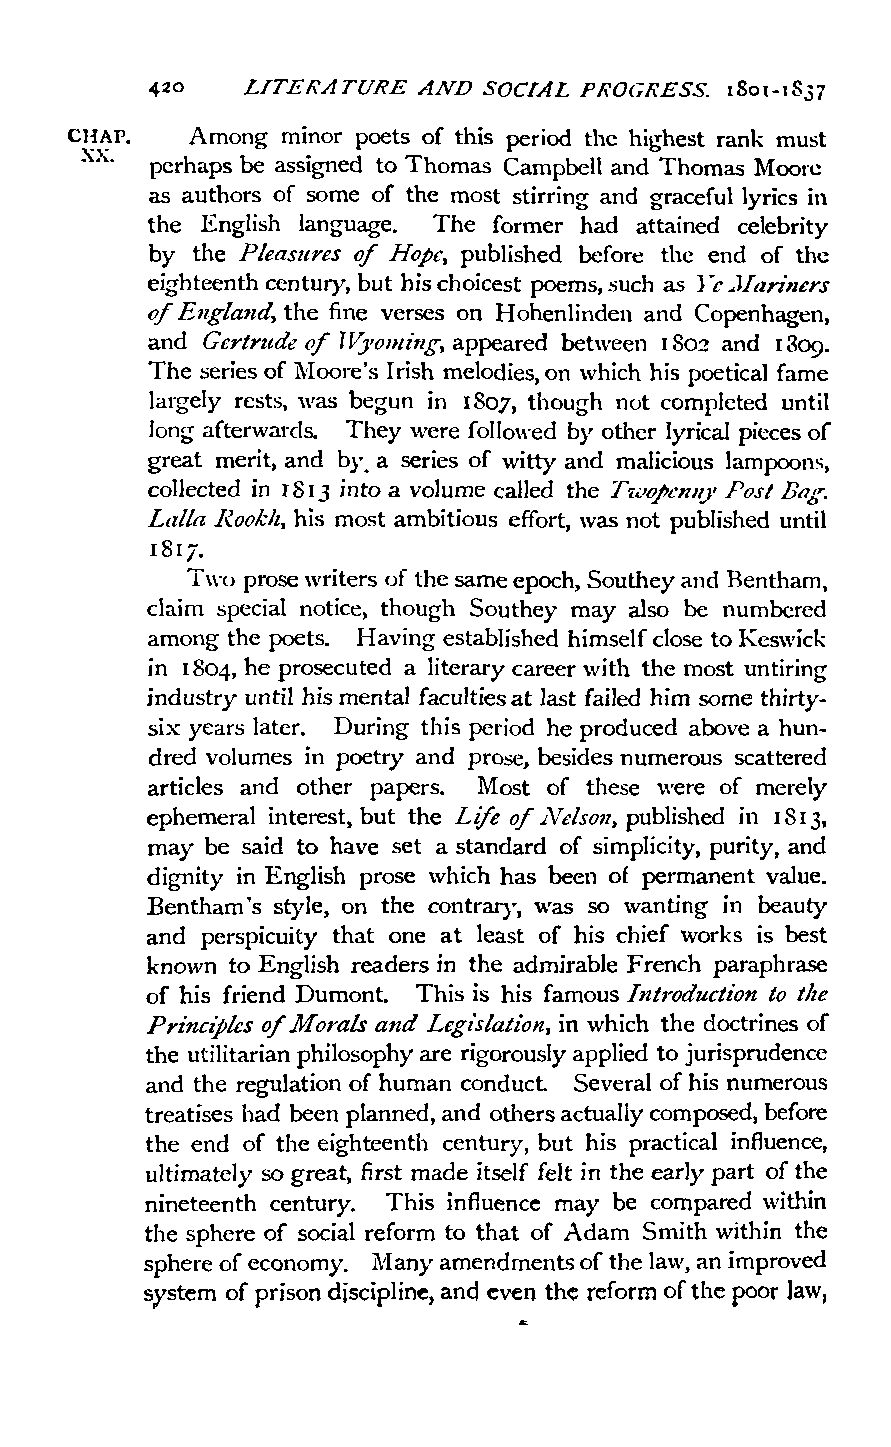 420 LITERATURE AND SOCIAL PROGRESS. 1801-1837
CHAP. XX.
Among minor poets of this period the highest rank must
perhaps be assigned to Thomas Campbell and Thomas Moore
as authors of some of the most stirring and graceful lyrics in
the English language. The former had attained celebrity
by the Pleasures of Hope, published before the end of the
eighteenth century, but his choicest poems, such as Ye Mariners
of England, the fine verses on Hohenlinden and Copenhagen,
and Gertrude of Wyoming, appeared between 1802 and 1809.
The series of Moore's Irish melodies, on which his poetical fame
largely rests, was begun in 1807, though not completed until
long afterwards. They were followed by other lyrical pieces of
great merit, and by a series of witty and malicious lampoons,
collected in 1813 into a volume called the Twopenny Post Bag.
Lalla Rookh, his most ambitious effort, was not published until
1817.
Two prose writers of the same epoch, Southey and Bentham,
claim special notice, though Southey may also be numbered
among the poets. Having established himself close to Keswick
in 1804, he prosecuted a literary career with the most untiring
industry until his mental faculties at last failed him some thirty-
six years later. During this period he produced above a hun-
dred volumes in poetry and prose, besides numerous scattered
articles and other papers. Most of these were of merely
ephemeral interest, but the Life of Nelson, published in 1813,
may be said to have set a standard of simplicity, purity, and
dignity in English prose which has been of permanent value.
Bentham's style, on the contrary, was so wanting in beauty
and perspicuity that one at least of his chief works is best
known to English readers in the admirable French paraphrase
of his friend Dumont. This is his famous Introduction to the
Principles of Morals and Legislation, in which the doctrines of
the utilitarian philosophy are rigorously applied to jurisprudence
and the regulation of human conduct. Several of his numerous
treatises had been planned, and others actually composed, before
the end of the eighteenth century, but his practical influence,
ultimately so great, first made itself felt in the early part of the
nineteenth century. This influence may be compared within
the sphere of social reform to that of Adam Smith within the
sphere of economy. Many amendments of the law, an improved
system of prison discipline, and even the reform of the poor law,